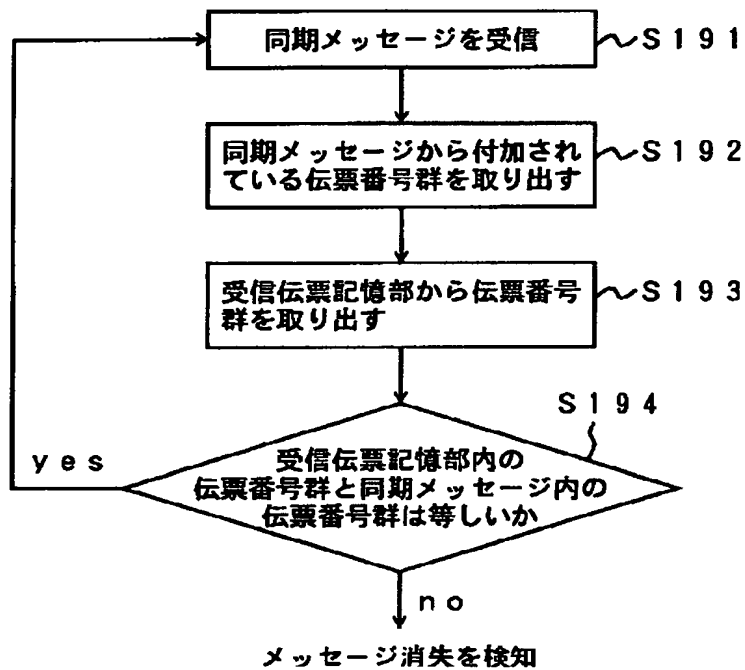 同期メッセージを受信
S191
同期メッセージから付加され
ている伝票番号群を取り出す
S192
受信伝票記憶部から伝票番号
群を取り出す
S193
S194
受信伝票記憶部内の
伝票番号群と同期メッセージ内の
伝票番号群は等しいか
yes
no
メッセージ消失を検知